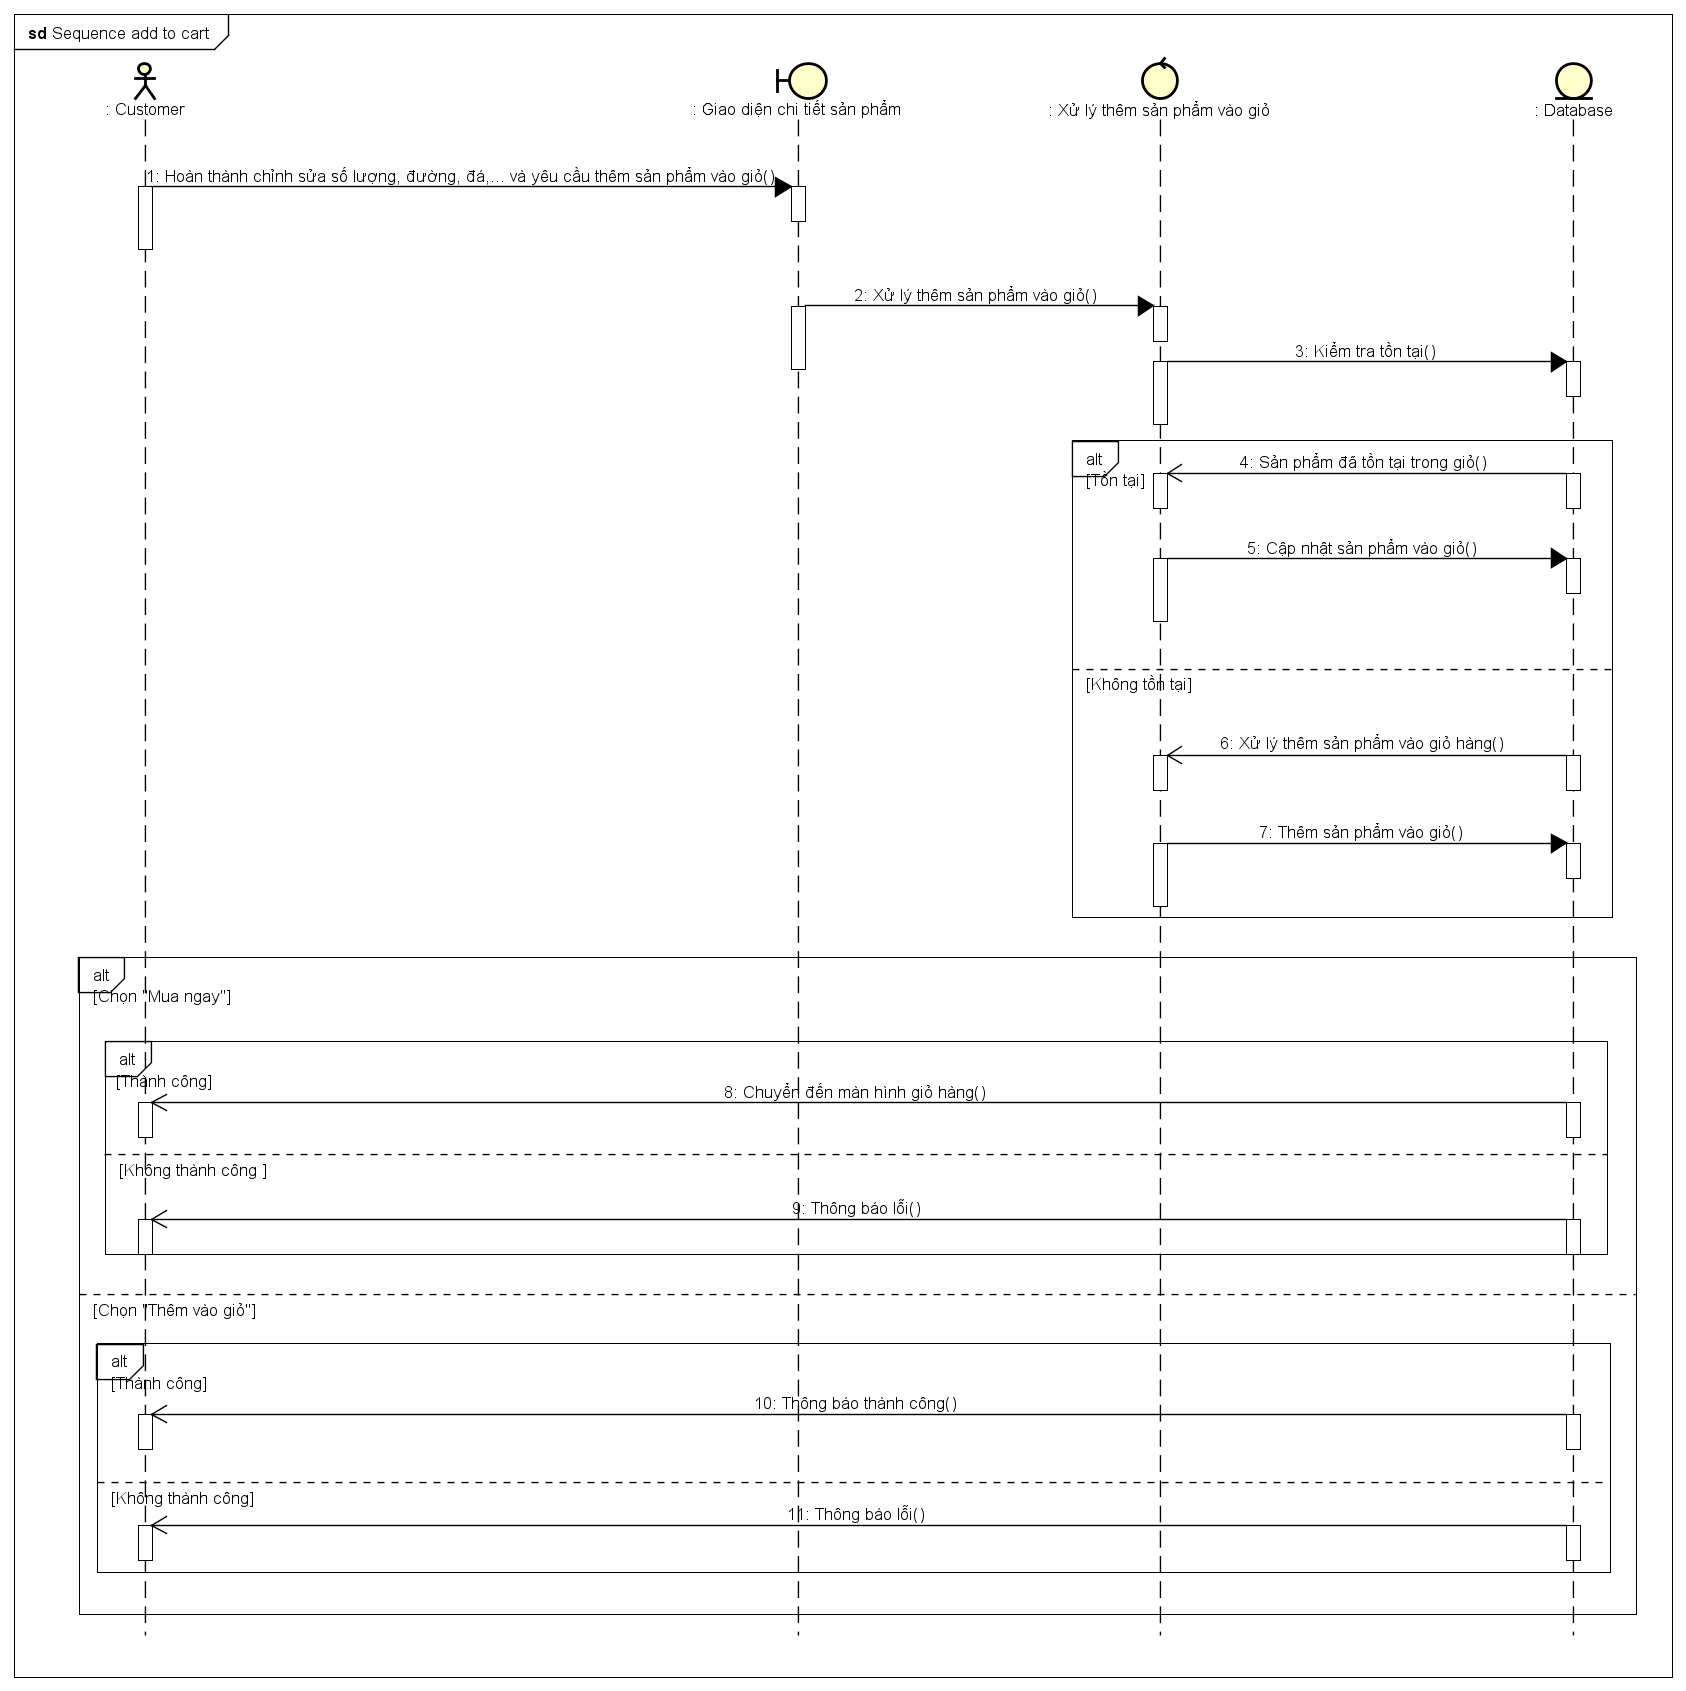 sd Sequence add to cart
: Customer
: Giao diện chi tiết sản phẩm
: Xử lý thêm sản phẩm vào giỏ
: Database
1: Hoàn thành chỉnh sửa số lượng, đường, đá,... và yêu cầu thêm sản phẩm vào giỏ()
2: Xử lý thêm sản phẩm vào giỏ()
3: Kiểm tra tồn tại()
alt
4: Sản phẩm đã tồn tại trong giỏ()
[Tồn tại]
5: Cập nhật sản phẩm vào giỏ()
[Không tồn tại]
6: Xử lý thêm sản phẩm vào giỏ hàng()
7: Thêm sản phẩm vào giỏ()
alt
[Chọn "Mua ngay"]
alt
[Thành công]
8: Chuyển đến màn hình giỏ hàng()
[Không thành công ]
9: Thông báo lỗi()
[Chọn "Thêm vào giỏ"]
alt
[Thành công]
10: Thông báo thành công()
[Không thành công]
11: Thông báo lỗi()